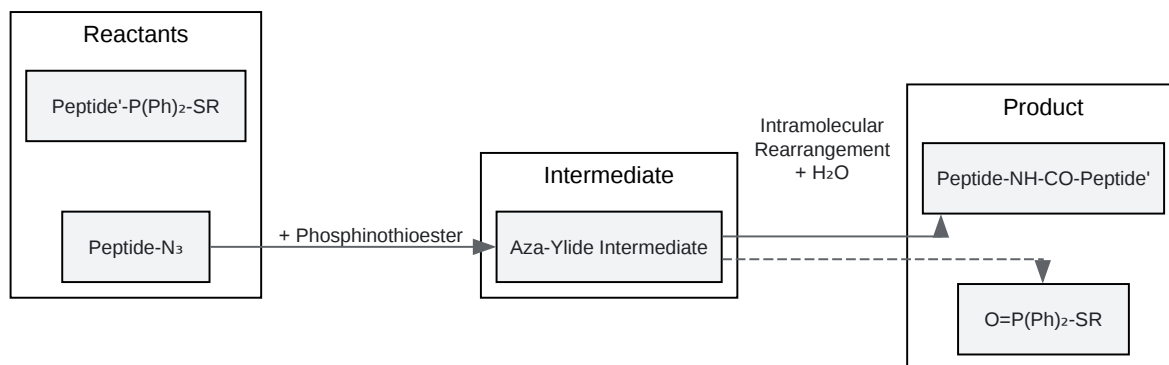 Reactants
Peptide'-P(Ph)₂-SR
Peptide-N₃
+ Phosphinothioester
Intermediate
Aza-Ylide Intermediate
Intramolecular
Rearrangement
+ H₂O
Product
Peptide-NH-CO-Peptide'
O=P(Ph)₂-SR